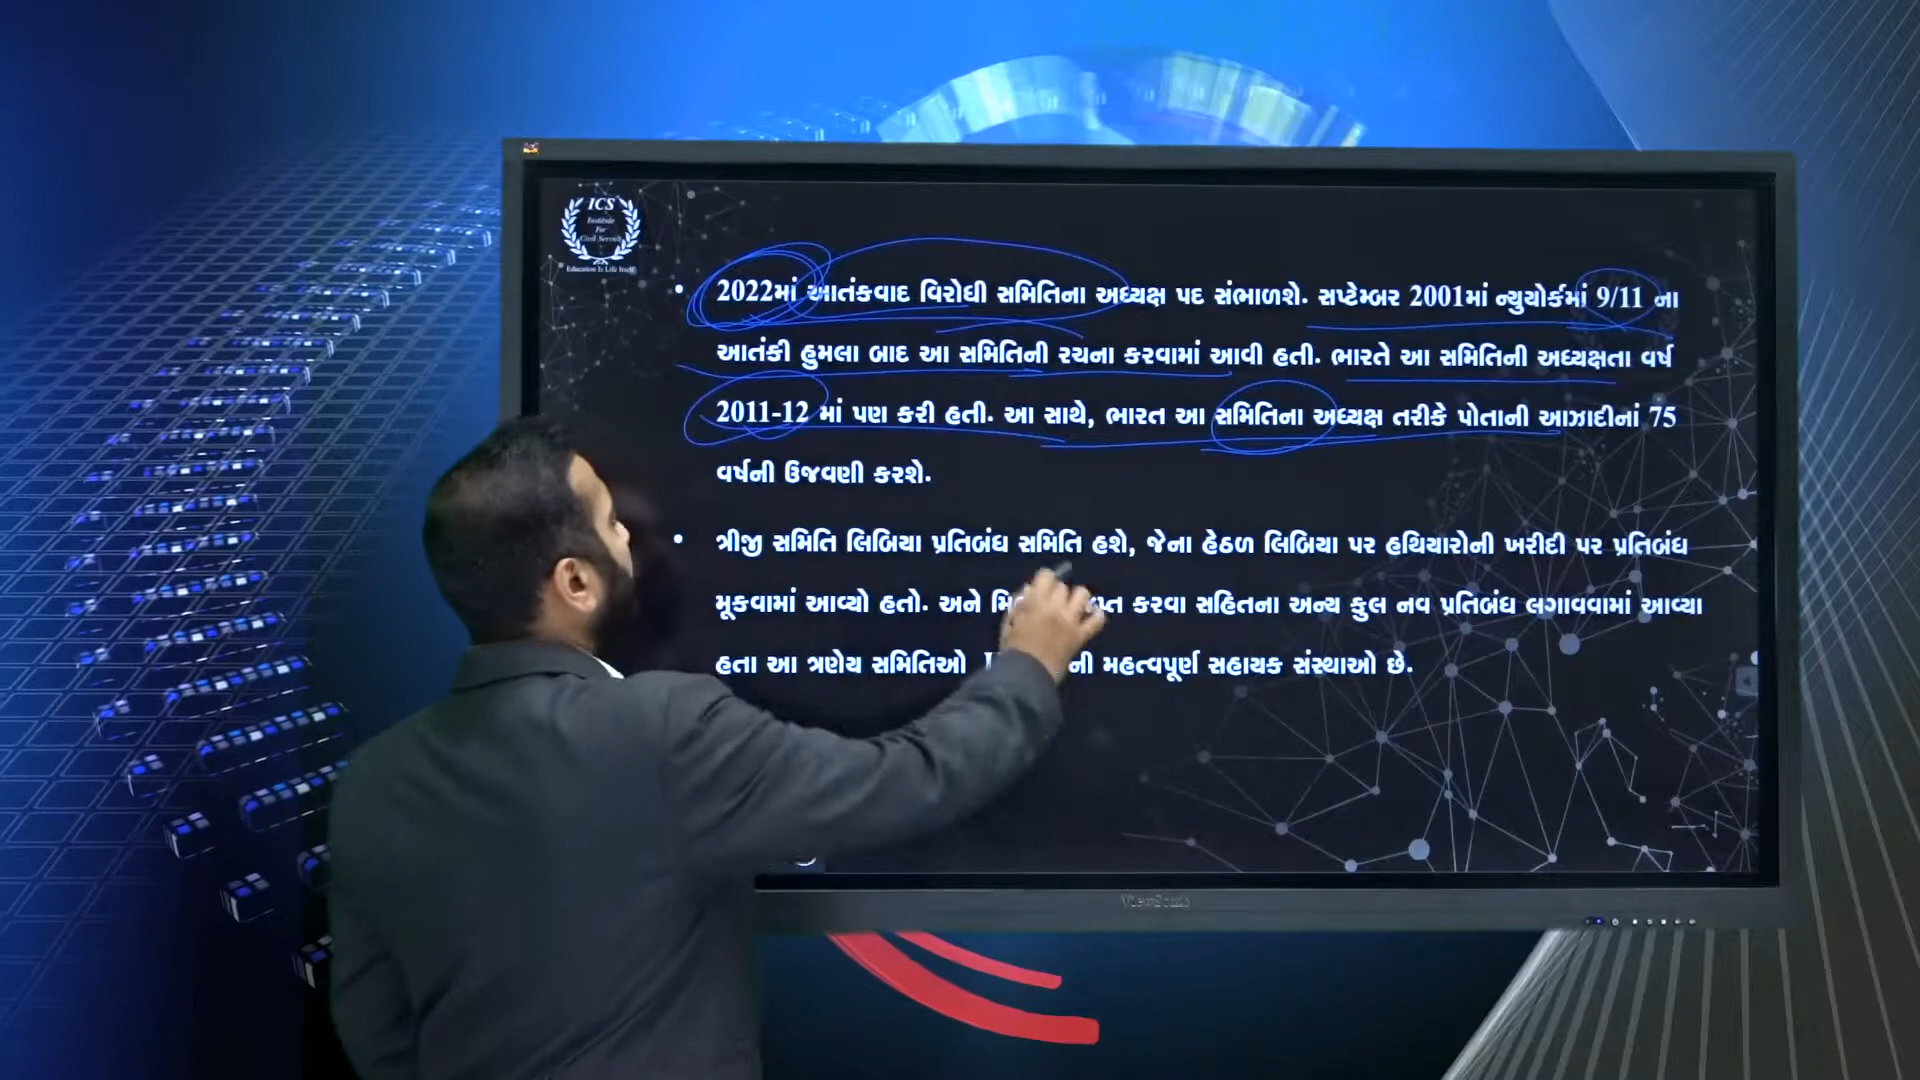 ICS
Institute
For
Civil Services
Education Is Life Itself
• 2022માં આતંકવાદ વિરોધી સમિતિના અધ્યક્ષ પદ સંભાળશે. સપ્ટેમ્બર 2001માં ન્યુયોર્કમાં 9/11 ના
આતંકી હુમલા બાદ આ સમિતિની રચના કરવામાં આવી હતી. ભારતે આ સમિતિની અધ્યક્ષતા વર્ષ
2011-12 માં પણ કરી હતી. આ સાથે, ભારત આ સમિતિના અધ્યક્ષ તરીકે પોતાની આઝાદીનાં 75
વર્ષની ઉજવણી કરશે.
• ત્રીજી સમિતિ લિબિયા પ્રતિબંધ સમિતિ હશે, જેના હેઠળ લિબિયા પર હથિયારોની ખરીદી પર પ્રતિબંધ
મૂકવામાં આવ્યો હતો. અને કરવા સહિતના અન્ય કુલ નવ પ્રતિબંધ લગાવવામાં આવ્યા
હતા આ ત્રણેય સમિતિઓ ની મહત્વપૂર્ણ સહાયક સંસ્થાઓ છે.
ViewSonic